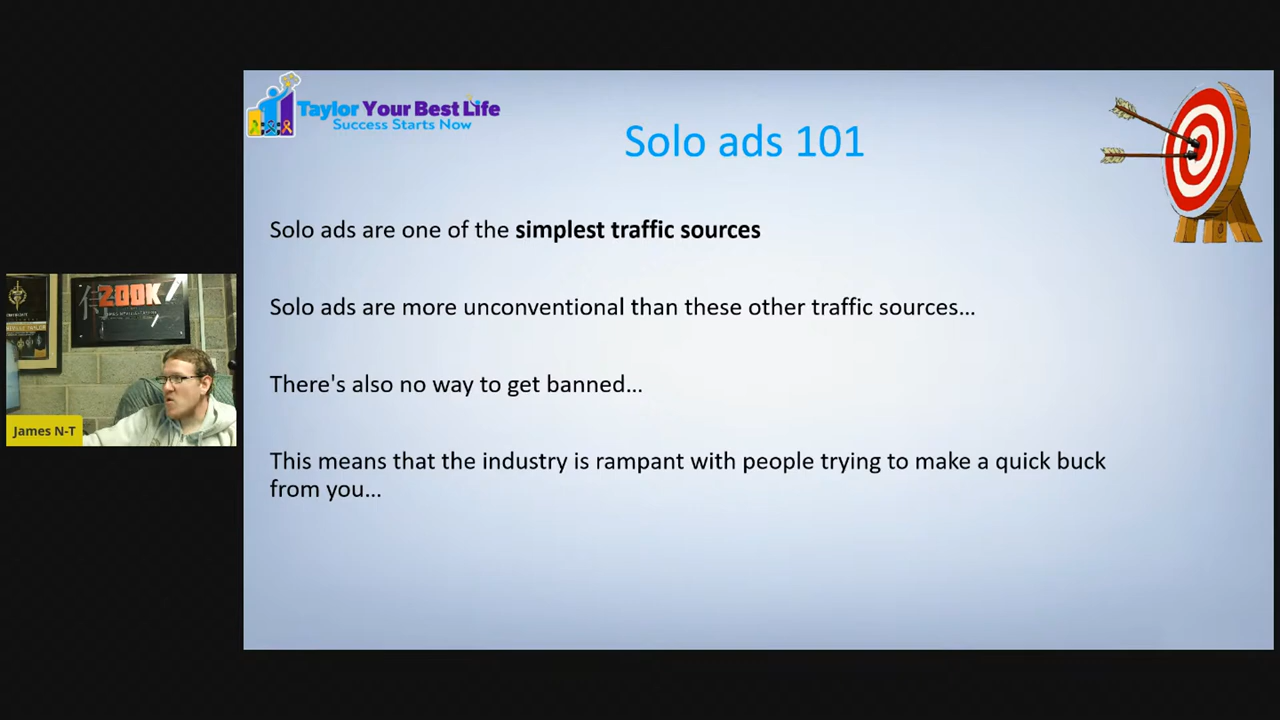 Taylor Your Best Life
Success Starts Now
Solo ads 101
Solo ads are one of the simplest traffic sources
Solo ads are more unconventional than these other traffic sources...
There's also no way to get banned...
This means that the industry is rampant with people trying to make a quick buck
from you...
200K
James N-T